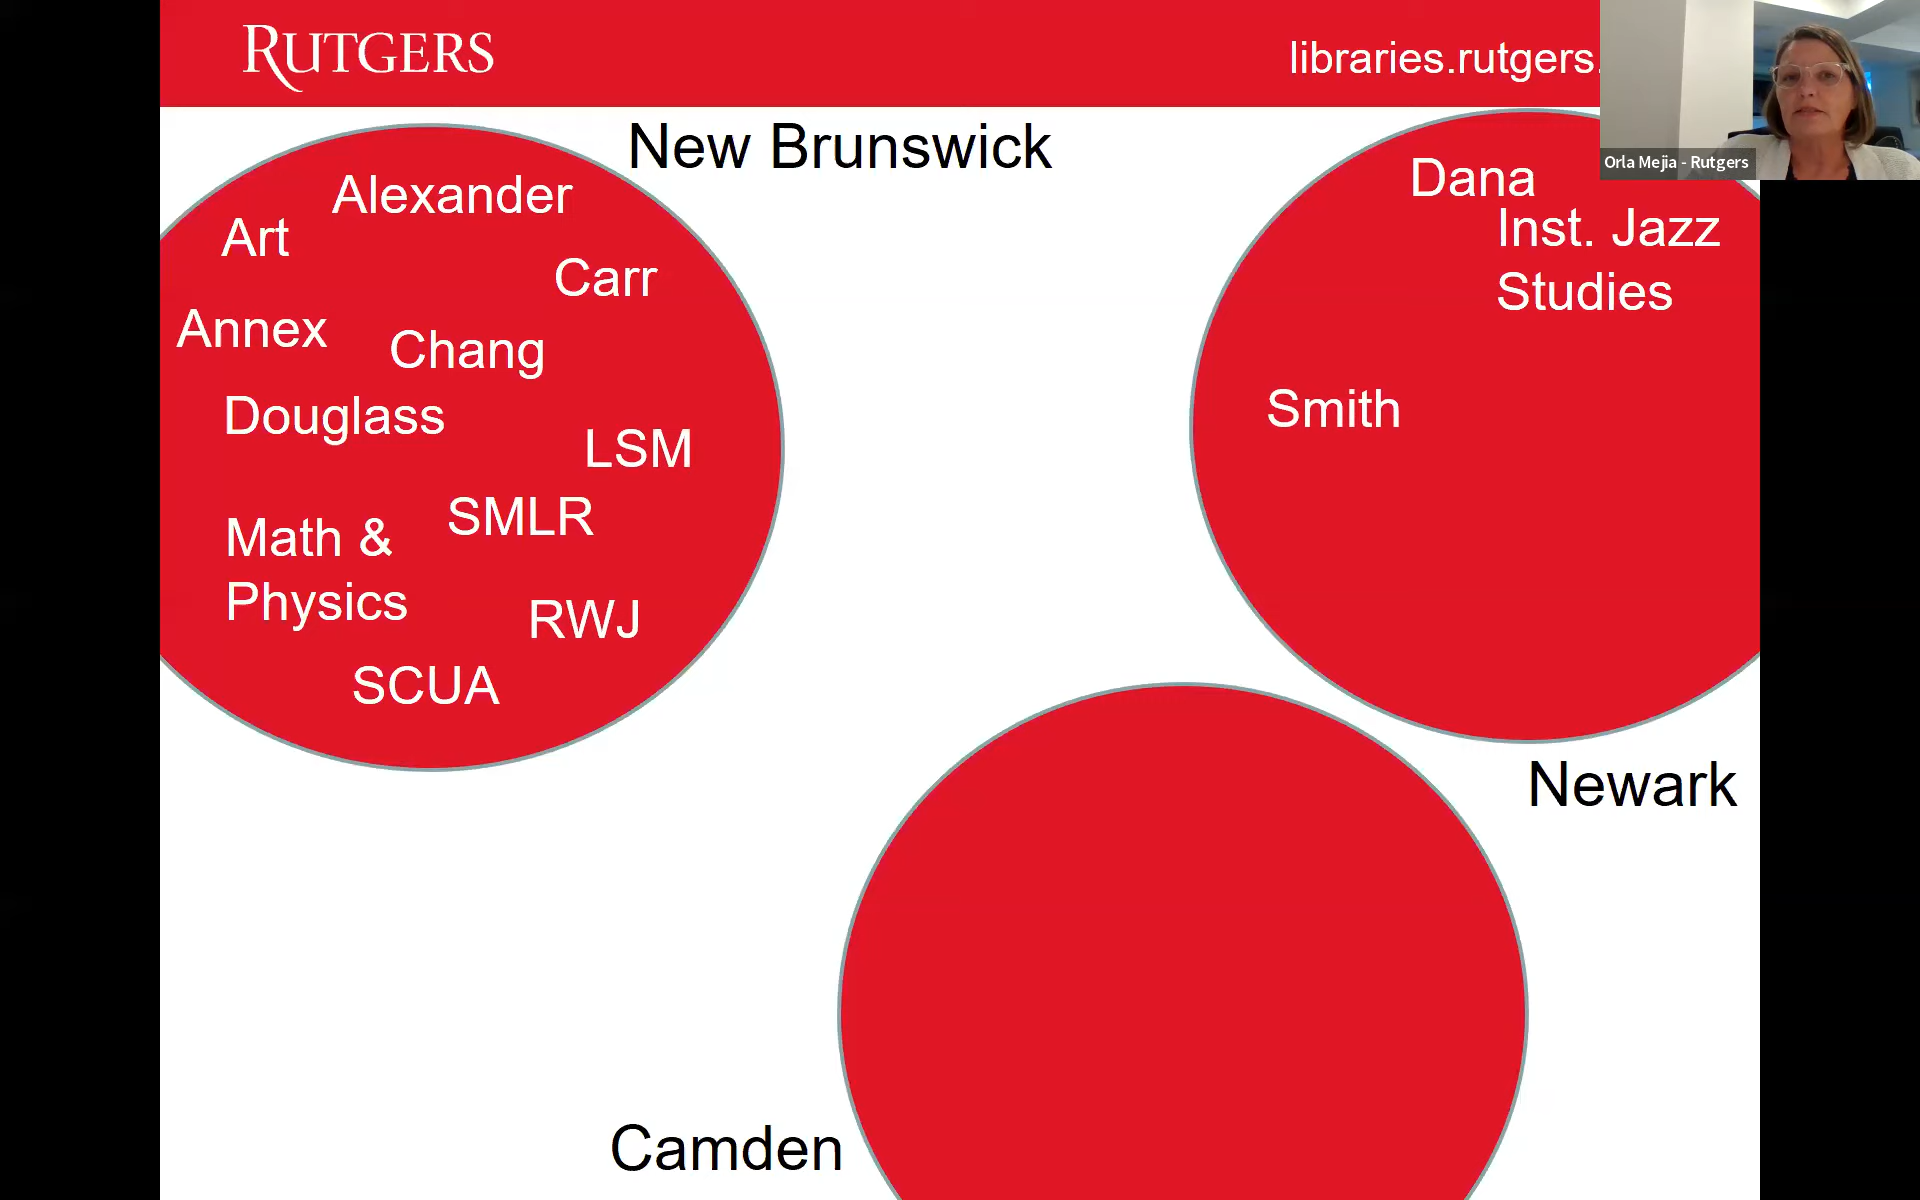 RUTGERS
libraries.rutgers.
Orla Mejia - Rutgers
New Brunswick
Alexander
Art
Carr
Annex
Chang
Douglass
LSM
SMLR
Math &
Physics
RWJ
SCUA
Dana
Inst. Jazz
Studies
Smith
Newark
Camden